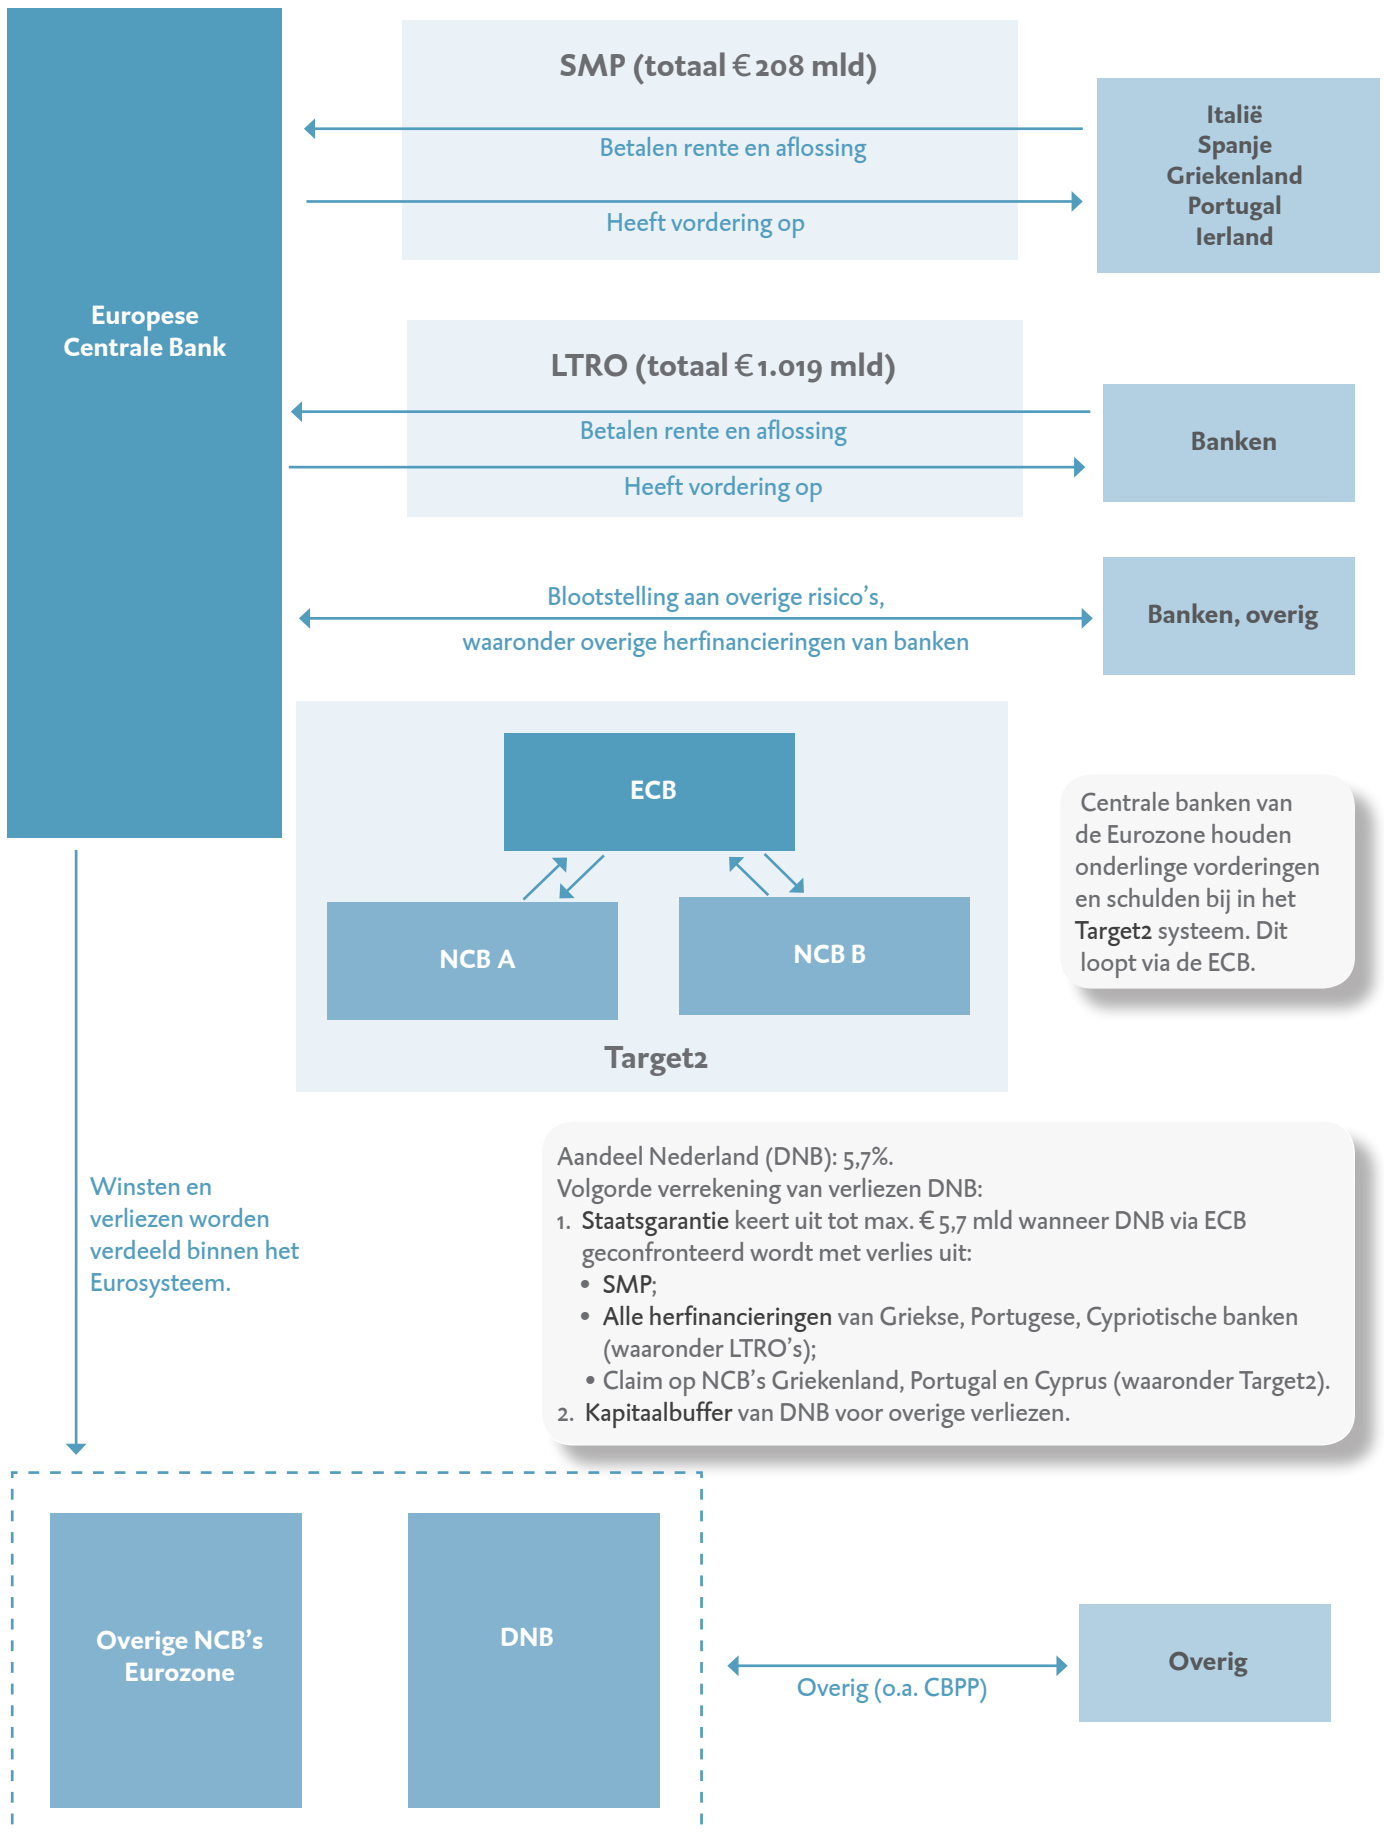 SMP (totaal € 208 mld)
Betalen rente en aflossing
Heeft vordering op
Italië
Spanje
Griekenland
Portugal
Ierland
Europese
Centrale Bank
LTRO (totaal € 1.019 mld)
Betalen rente en aflossing
Heeft vordering op
Banken
Blootstelling aan overige risico’s,
waaronder overige herfinancieringen van banken
Banken, overig
ECB
NCB A
NCB B
Target2
Centrale banken van
de Eurozone houden
onderlinge vorderingen
en schulden bij in het
Target2 systeem. Dit
loopt via de ECB.
Winsten en
verliezen worden
verdeeld binnen het
Eurosysteem.
Aandeel Nederland (DNB): 5,7%.
Volgorde verrekening van verliezen DNB:
1. Staatsgarantie keert uit tot max. € 5,7 mld wanneer DNB via ECB
geconfronteerd wordt met verlies uit:
• SMP;
• Alle herfinancieringen van Griekse, Portugese, Cypriotische banken
(waaronder LTRO’s);
• Claim op NCB’s Griekenland, Portugal en Cyprus (waaronder Target2).
2. Kapitaalbuffer van DNB voor overige verliezen.
Overige NCB’s
Eurozone
DNB
Overig (o.a. CBPP)
Overig